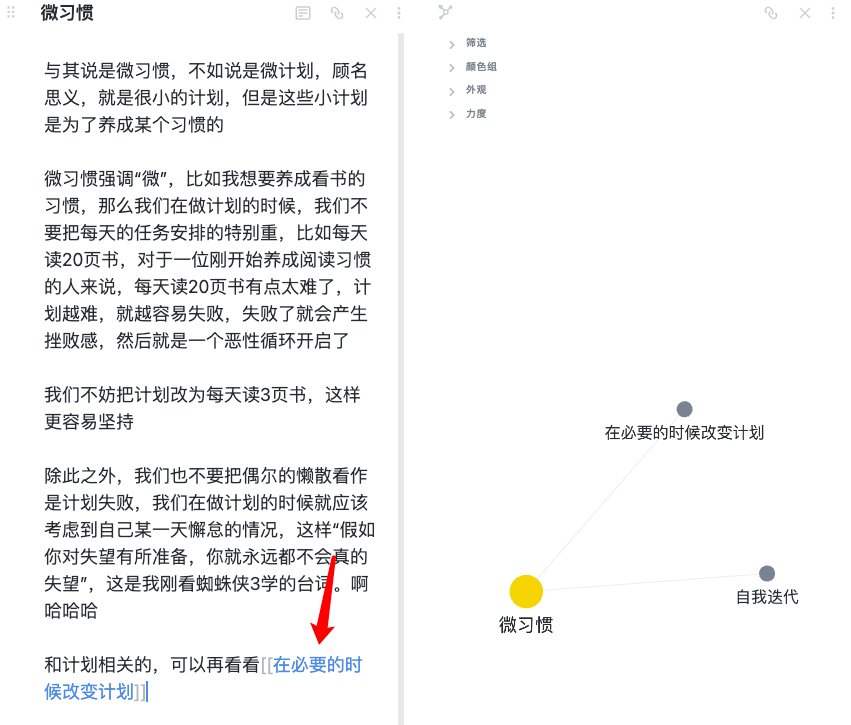 微习惯
与其说是微习惯，不如说是微计划，顾名
思义，就是很小的计划，但是这些小计划
是为了养成某个习惯的
微习惯强调“微”，比如我想要养成看书的
习惯，那么我们在做计划的时候，我们不
要把每天的任务安排的特别重，比如每天
读20页书，对于一位刚开始养成阅读习惯
的人来说，每天读20页书有点太难了，计
划越难，就越容易失败，失败了就会产生
挫败感，然后就是一个恶性循环开启了
我们不妨把计划改为每天读3页书，这样
更容易坚持
除此之外，我们也不要把偶尔的懒散看作
是计划失败，我们在做计划的时候就应该
考虑到自己某一天懈怠的情况，这样“假如
你对失望有所准备，你就永远都不会真的
失望”，这是我刚看蜘蛛侠3学的台词。啊
哈哈哈
和计划相关的，可以再看看[[在必要的时
候改变计划]]
筛选
颜色组
外观
力度
在必要的时候改变计划
自我迭代
微习惯